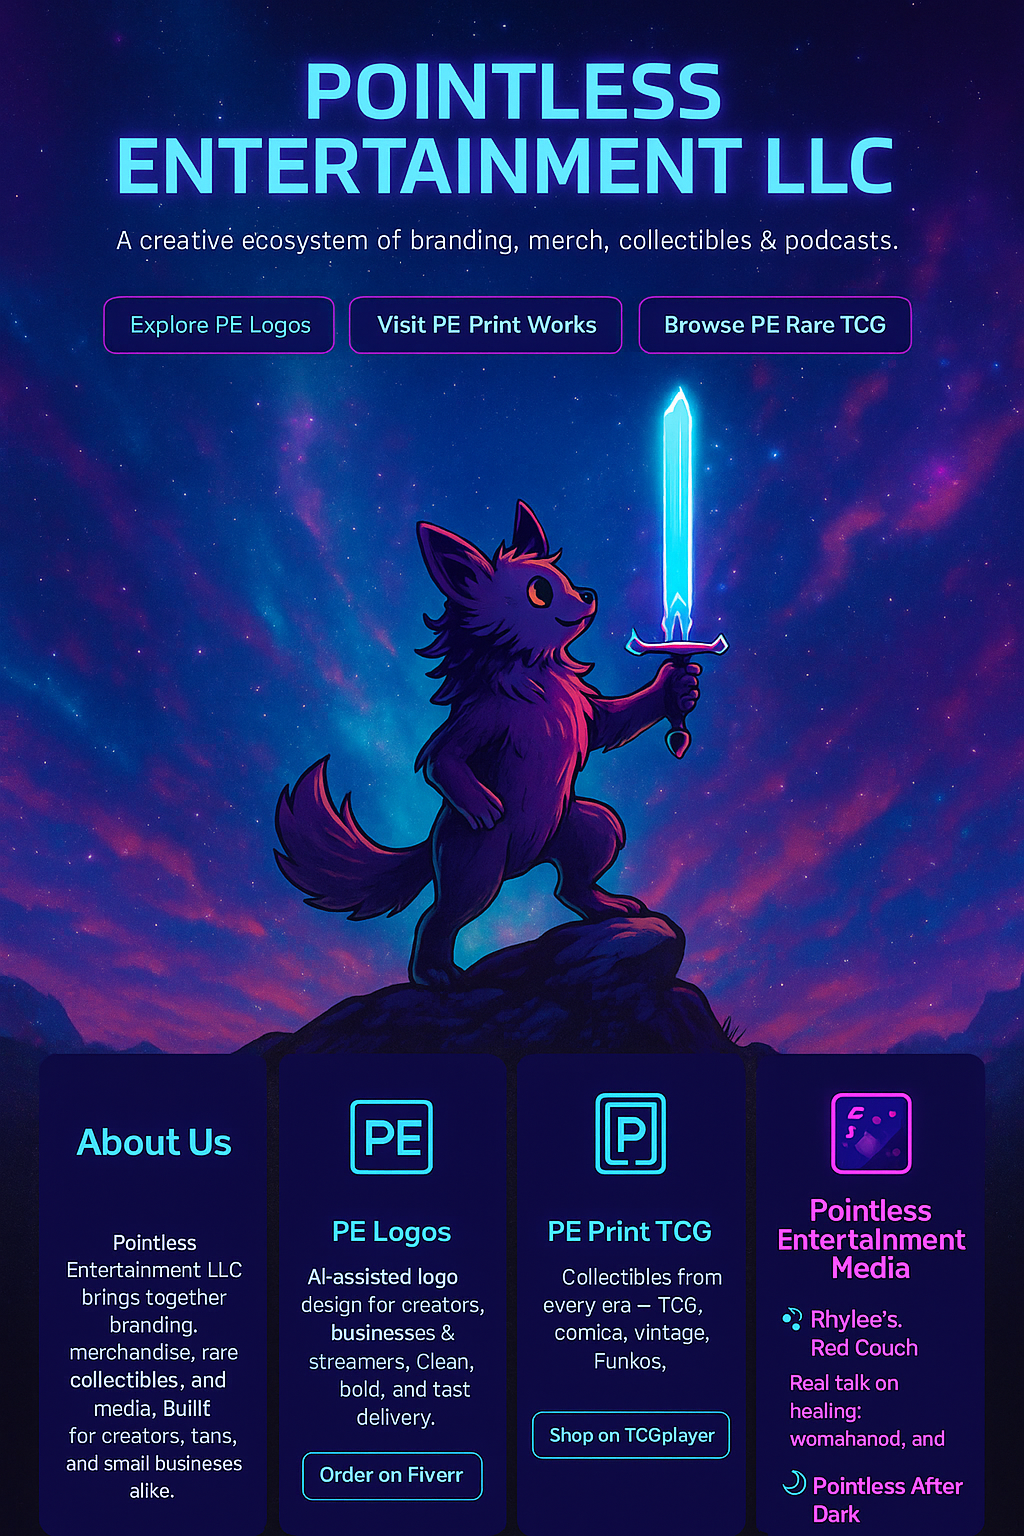 POINTLESS
ENTERTAINMENT LLC
A creative ecosystem of branding, merch, collectibles & podcasts.
Explore PE Logos
Visit PE Print Works
Browse PE Rare TCG
About Us
Pointless
Entertainment LLC
brings together
branding.
merchandise, rare
collectibles, and
media, Buillf
for creators, tans,
and small busineses
alike.
PE
PE Logos
AI-assisted logo
design for creators,
businesses &
streamers, Clean,
bold, and tast
delivery.
Order on Fiverr
P
PE Print TCG
Collectibles from
every era – TCG,
comica, vintage,
Funkos,
Shop on TCGplayer
Pointless
Entertalnment
Media
Rhylee's.
Red Couch
Real talk on
healing:
womahanod, and
Pointless After
Dark